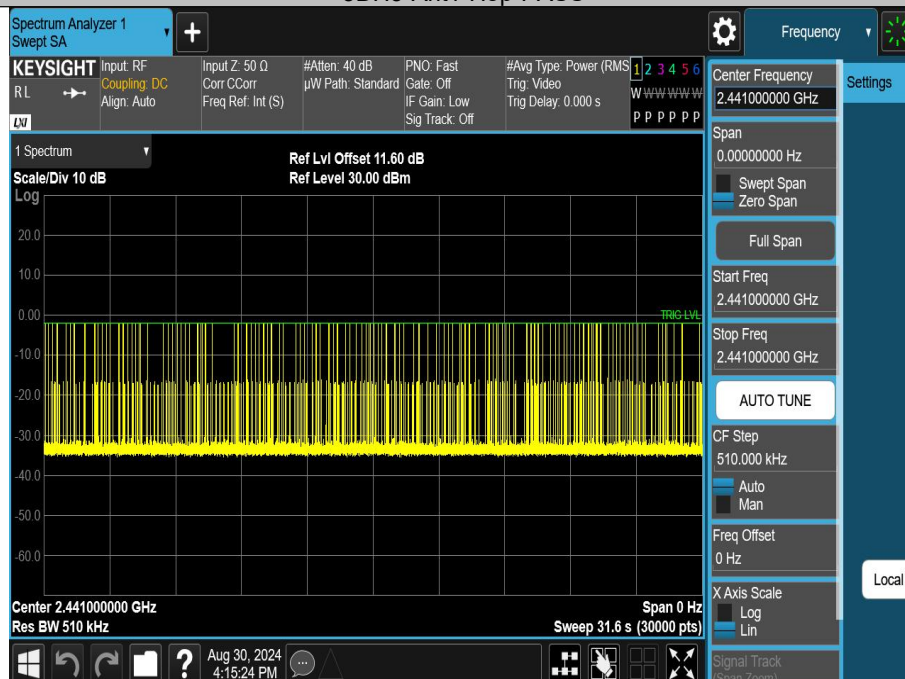 Spectrum Analyzer 1
Swept SA
+
Frequency
KEYSIGHT
RL
LXI
Input: RF
Coupling: DC
Align: Auto
Input Z: 50 Ω
Corr CCorr
Freq Ref: Int (S)
#Atten: 40 dB
µW Path: Standard
PNO: Fast
Gate: Off
IF Gain: Low
Sig Track: Off
#Avg Type: Power (RMS
Trig: Video
Trig Delay: 0.000 s
1 2 3 4 5 6
W W W W W W
P P P P P P
1 Spectrum
Scale/Div 10 dB
Log
Ref Lvl Offset 11.60 dB
Ref Level 30.00 dBm
20.0
10.0
0.00
TRIG LVL
-10.0
-20.0
-30.0
-40.0
-50.0
-60.0
Center 2.441000000 GHz
Res BW 510 kHz
Span 0 Hz
Sweep 31.6 s (30000 pts)
Center Frequency
2.441000000 GHz
Settings
Span
0.00000000 Hz
Swept Span
Zero Span
Full Span
Start Freq
2.441000000 GHz
Stop Freq
2.441000000 GHz
AUTO TUNE
CF Step
510.000 kHz
Auto
Man
Freq Offset
0 Hz
Local
X Axis Scale
Log
Lin
Signal Track
(Span Zoom)
?
Aug 30, 2024
4:15:24 PM